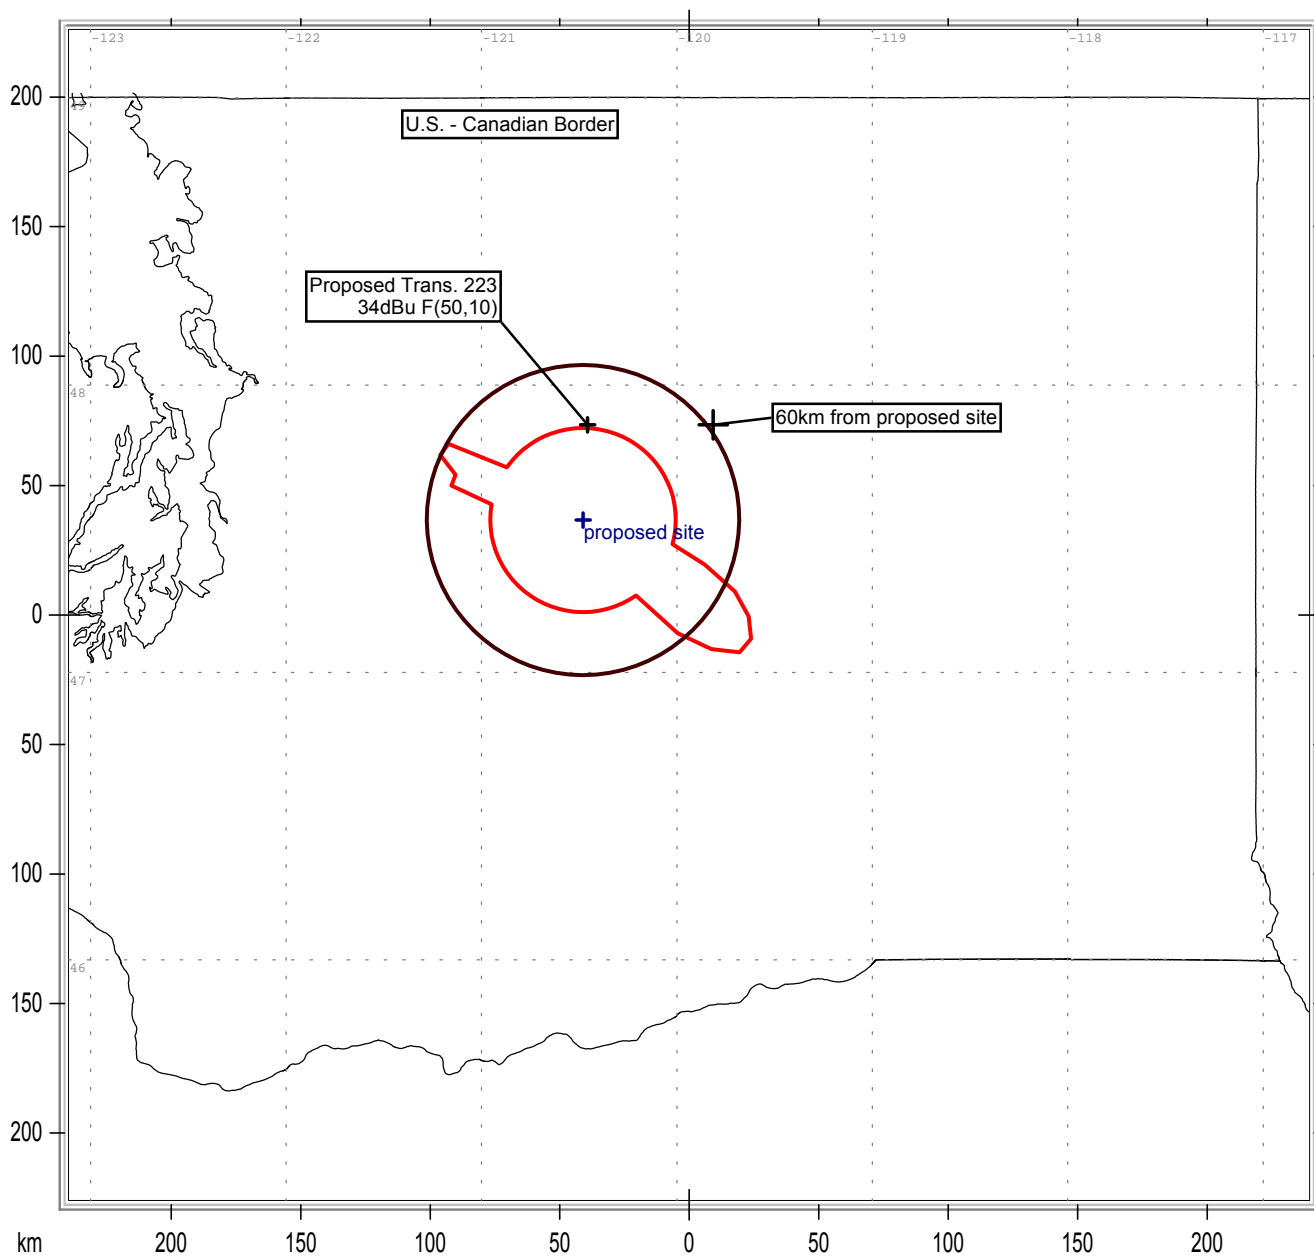 -123 -122 -121 -120 -119 -118 -117
200
49
U.S. - Canadian Border
150
Proposed Trans. 223
34dBu F(50,10)
100
48
60km from proposed site
50
proposed site
0
47
50
100
46
150
200
km 200 150 100 50 0 50 100 150 200